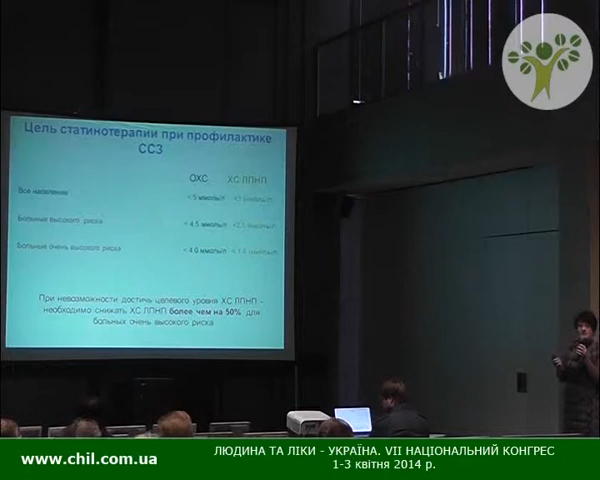 Цель статинотерапии при профилактике
ССЗ
ОХС ХС ЛПНП
Все население < 5 ммоль/л <3 ммоль/л
Больные высокого риска < 4.5 ммоль/л
Больные очень высокого риска < 4.0 ммоль/л
При невозможности достичь целевого уровня ХС ЛПНП -
необходимо снижать ХС ЛПНП более чем на 50% для
больных очень высокого риска
www.chil.com.ua
ЛЮДИНА ТА ЛІКИ - УКРАЇНА. VII НАЦІОНАЛЬНИЙ КОНГРЕС
1-3 квітня 2014 р.